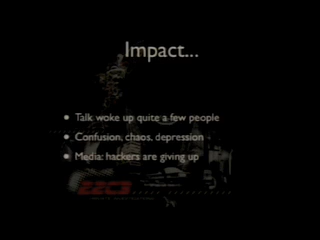 Impact...
Talk woke up quite a few people
Confusion, chaos, depression
Media: hackers are giving up